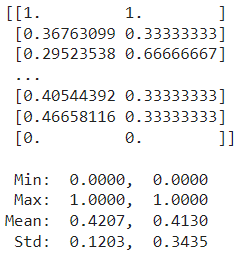 [[1.         1.        ]
 [0.36763099 0.33333333]
 [0.29523538 0.66666667]
 ...
 [0.40544392 0.33333333]
 [0.46658116 0.33333333]
 [0.         0.        ]]

 Min:  0.0000,  0.0000
 Max:  1.0000,  1.0000
Mean:  0.4207,  0.4130
 Std:  0.1203,  0.3435